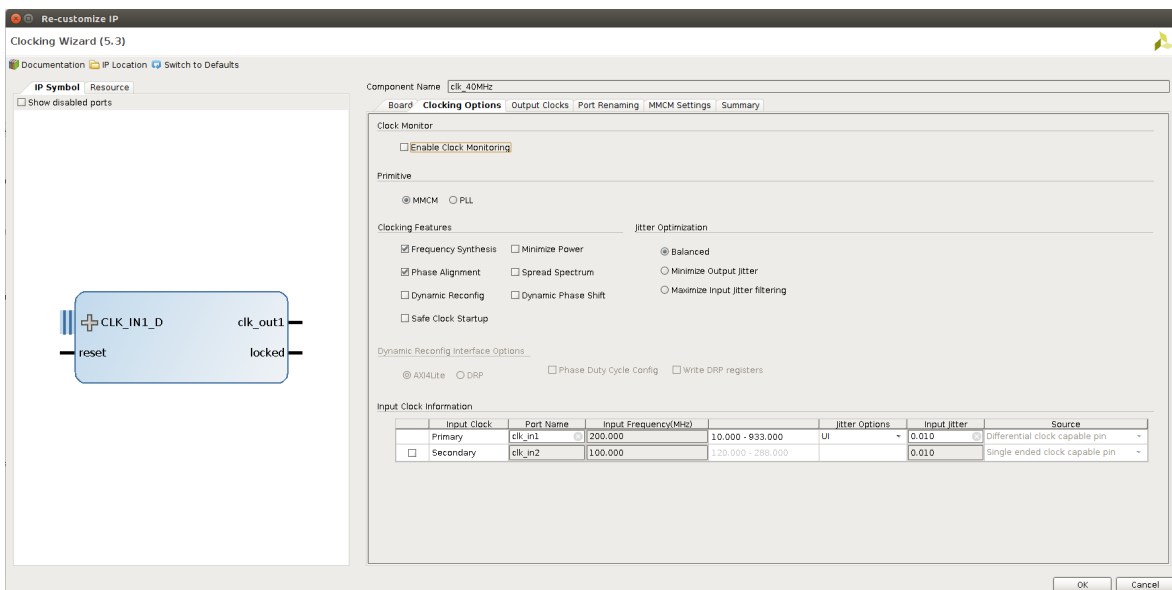 Re-customize IP
Clocking Wizard (5.3)
Documentation IP Location Switch to Defaults
IP Symbol Resource
Show disabled ports
CLK_IN1_D clk_out1
reset locked
Component Name clk_40MHz
Board Clocking Options Output Clocks Port Renaming MMCM Settings Summary
Clock Monitor
Enable Clock Monitoring
Primitive
MMCM PLL
Clocking Features Jitter Optimization
Frequency Synthesis Minimize Power Balanced
Phase Alignment Spread Spectrum Minimize Output Jitter
Dynamic Reconfig Dynamic Phase Shift Maximize Input Jitter filtering
Safe Clock Startup
Dynamic Reconfig Interface Options
AXI4Lite DRP Phase Duty Cycle Config Write DRP registers
Input Clock Information
Input Clock Port Name Input Frequency(MHz) Jitter Options Input Jitter Source
Primary clk_in1 200.000 10.000 - 933.000 UI 0.010 Differential clock capable pin
Secondary clk_in2 100.000 120.000 - 288.000 0.010 Single ended clock capable pin
OK Cancel